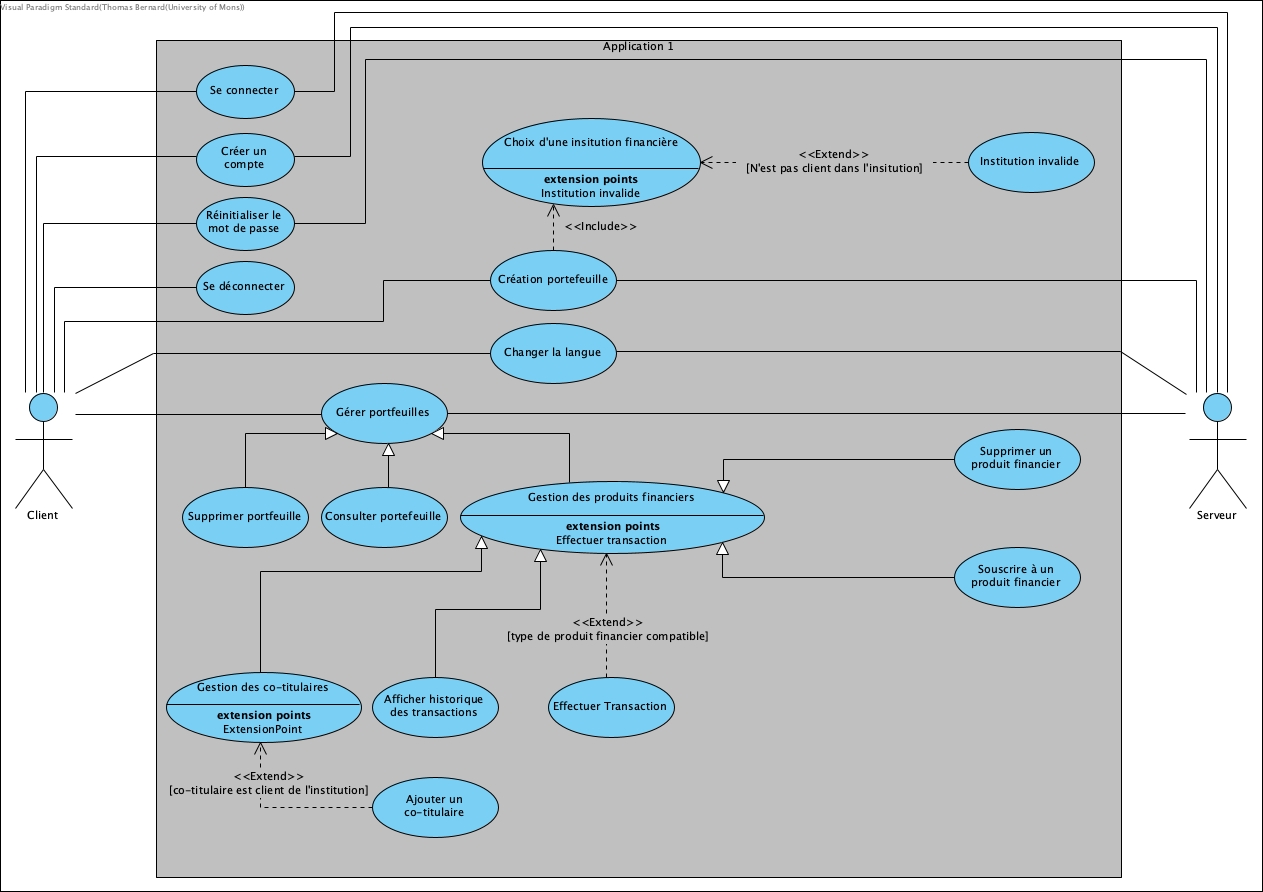 Visual Paradigm Standard(Thomas Bernard(University of Mons))
Application 1
Se connecter
Créer un
compte
Réinitialiser le
mot de passe
Se déconnecter
Choix d'une insitution financière
extension points
Institution invalide
<<Extend>>
[N'est pas client dans l'insitution]
Institution invalide
<<Include>>
Création portefeuille
Changer la langue
Gérer portfeuilles
Client
Serveur
Supprimer portfeuille
Consulter portefeuille
Gestion des produits financiers
extension points
Effectuer transaction
Supprimer un
produit financier
Souscrire à un
produit financier
<<Extend>>
[type de produit financier compatible]
Gestion des co-titulaires
extension points
ExtensionPoint
Afficher historique
des transactions
Effectuer Transaction
<<Extend>>
[co-titulaire est client de l'institution]
Ajouter un
co-titulaire